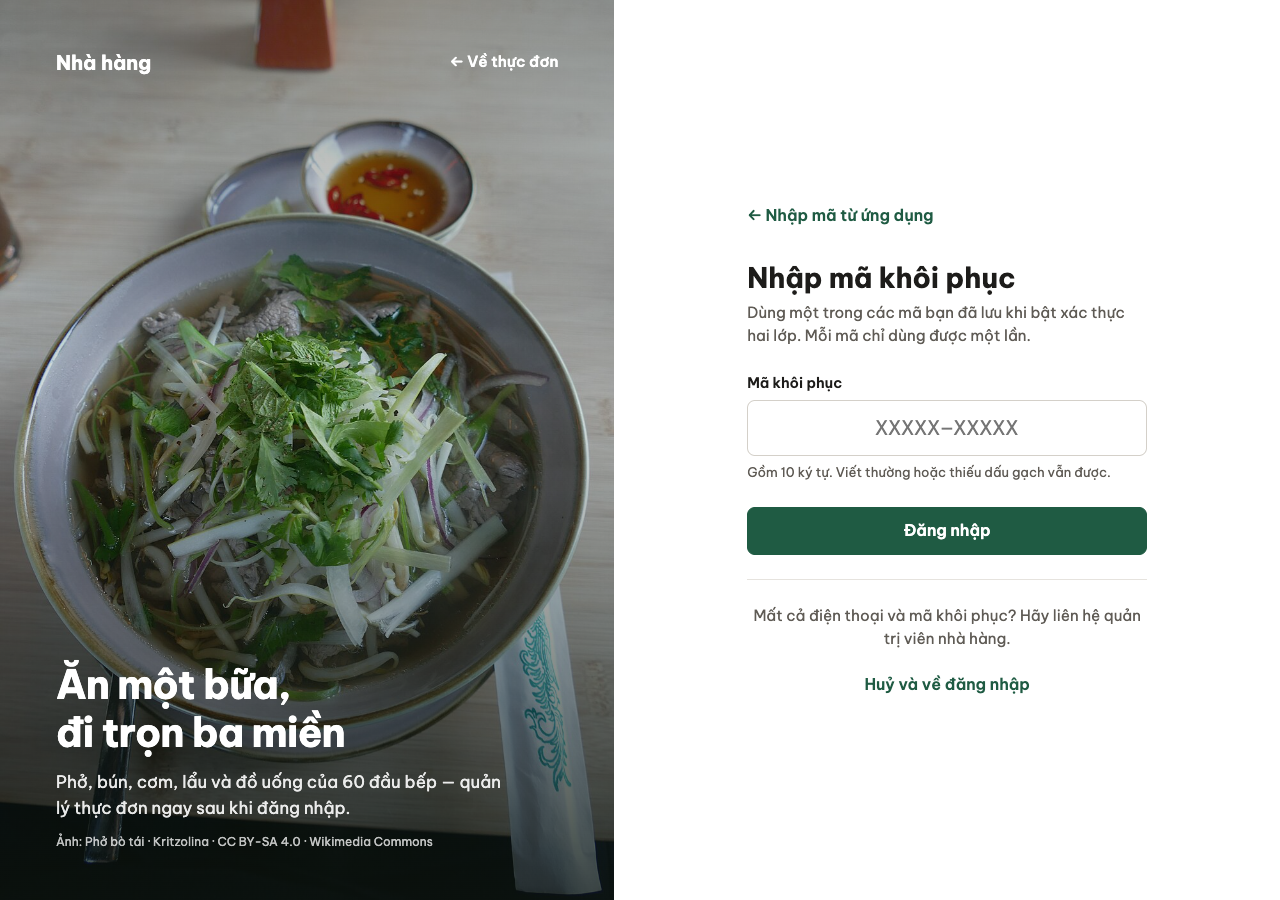 Nhà hàng
← Về thực đơn
Ăn một bữa,
đi trọn ba miền
Phở, bún, cơm, lẩu và đồ uống của 60 đầu bếp — quản
lý thực đơn ngay sau khi đăng nhập.
Ảnh: Phở bò tái · Kritzolina · CC BY-SA 4.0 · Wikimedia Commons
← Nhập mã từ ứng dụng
Nhập mã khôi phục
Dùng một trong các mã bạn đã lưu khi bật xác thực
hai lớp. Mỗi mã chỉ dùng được một lần.
Mã khôi phục
XXXXX-XXXXX
Gồm 10 ký tự. Viết thường hoặc thiếu dấu gạch vẫn được.
Đăng nhập
Mất cả điện thoại và mã khôi phục? Hãy liên hệ quản
trị viên nhà hàng.
Huỷ và về đăng nhập